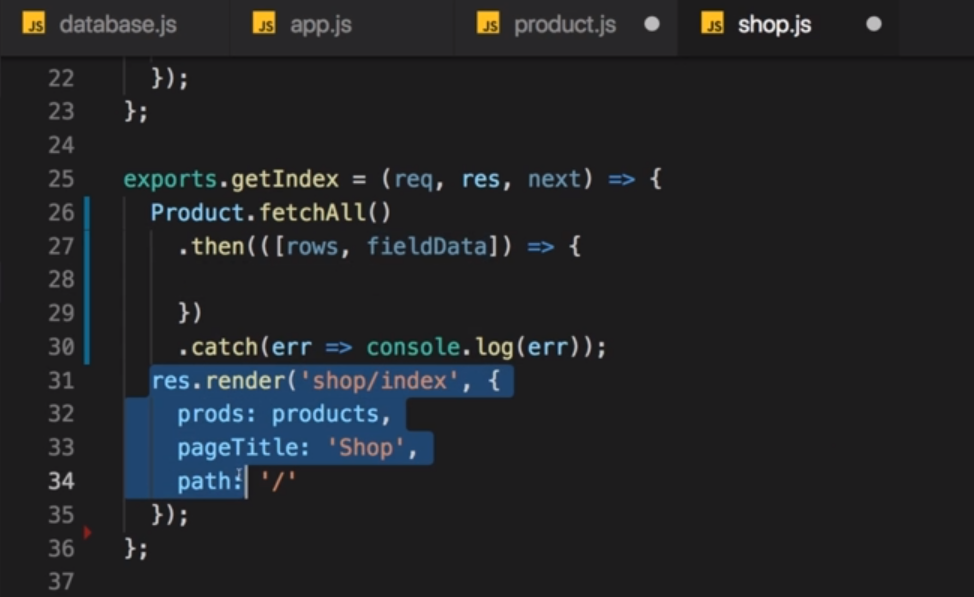 JS database.js JS app.js JS product.js JS shop.js
22 });
23 };
24
25 exports.getIndex = (req, res, next) => {
26 Product.fetchAll()
27 .then(([rows, fieldData]) => {
28
29 })
30 .catch(err => console.log(err));
31 res.render('shop/index', {
32 prods: products,
33 pageTitle: 'Shop',
34 path: '/'
35 });
36 };
37